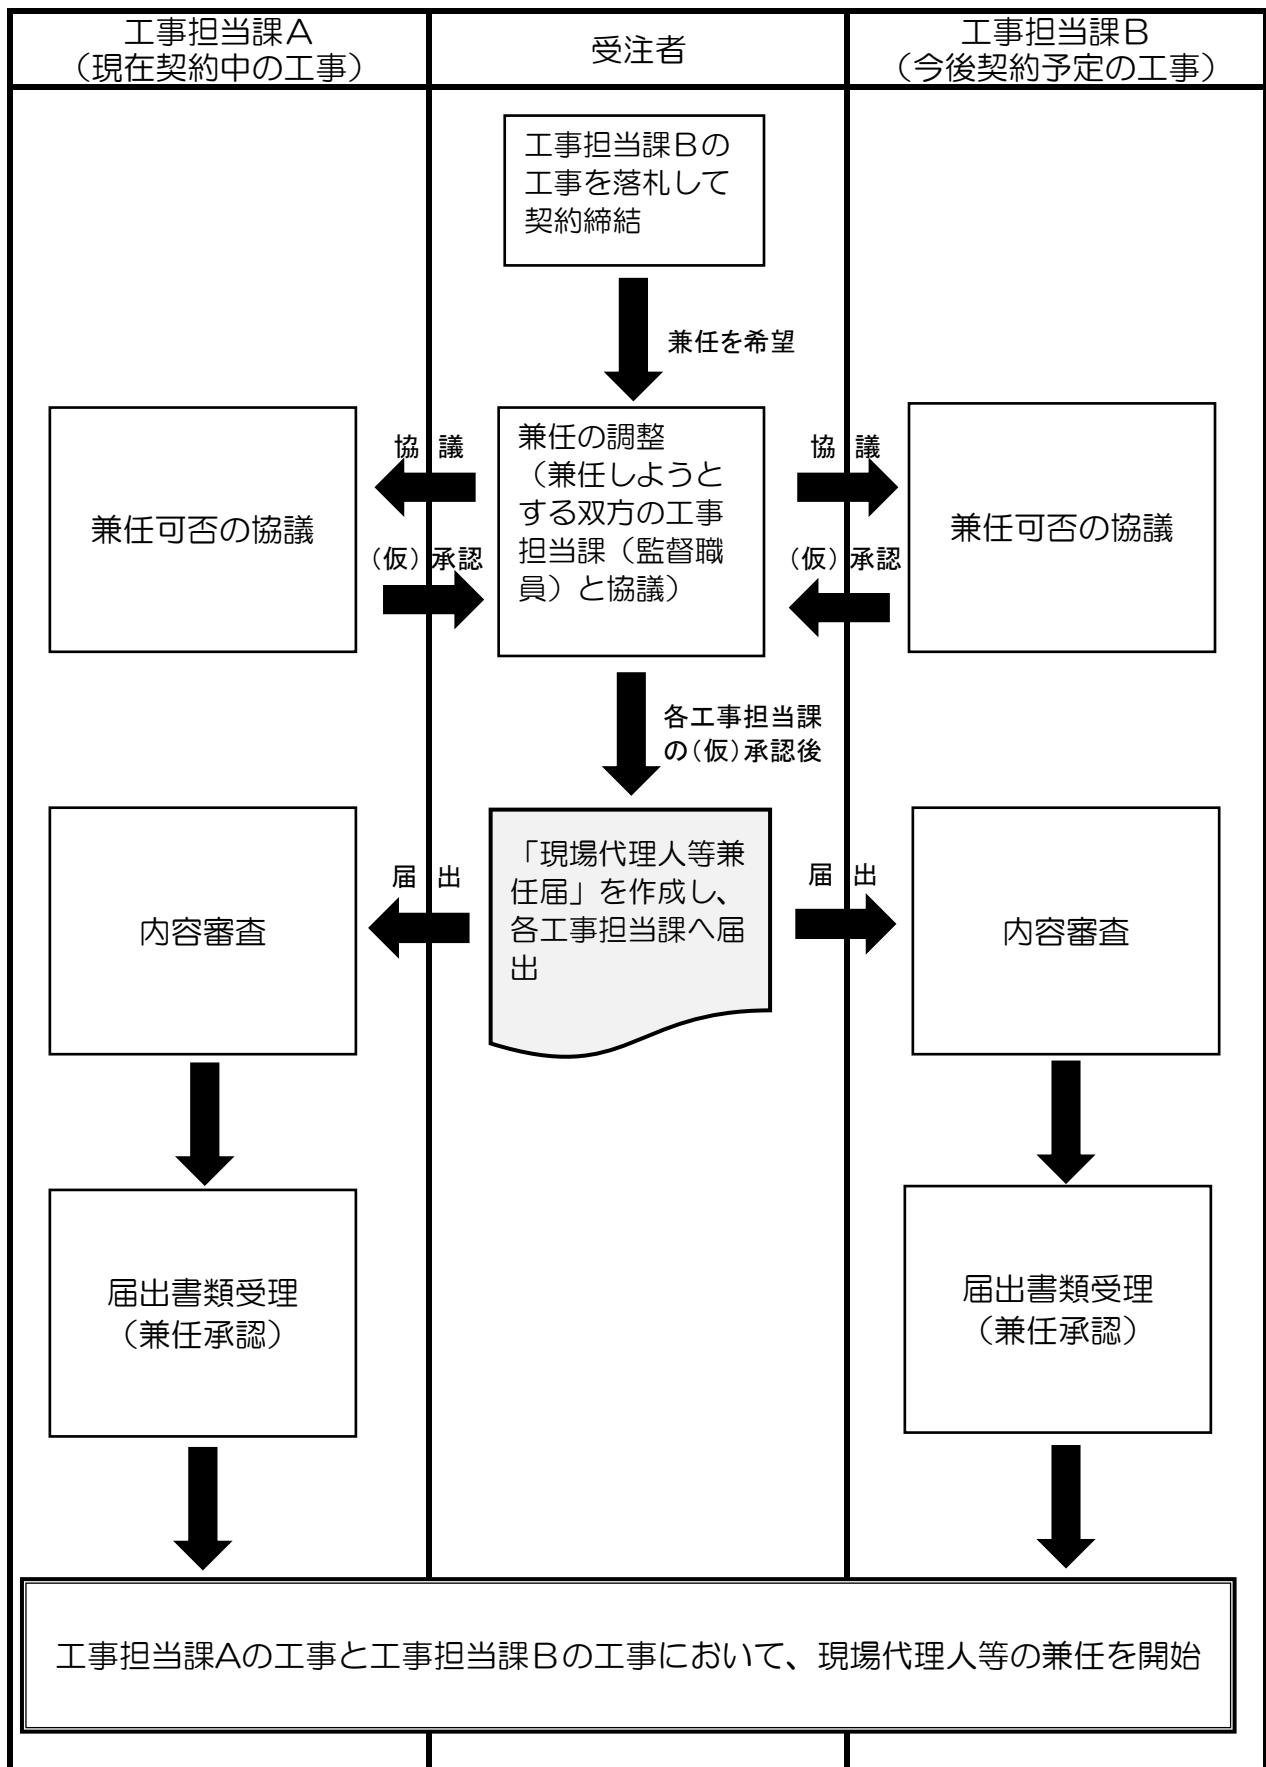 工事担当課Ａ
（現在契約中の工事）
受注者
工事担当課Ｂ
（今後契約予定の工事）
工事担当課Ｂの
工事を落札して
契約締結
兼任を希望
兼任可否の協議
協 議
(仮) 承認
兼任の調整
（兼任しようと
する双方の工事
担当課（監督職
員）と協議）
協 議
(仮) 承認
兼任可否の協議
各工事担当課
の(仮)承認後
内容審査
届 出
「現場代理人等兼
任届」を作成し、
各工事担当課へ届
出
届 出
内容審査
届出書類受理
（兼任承認）
届出書類受理
（兼任承認）
工事担当課Aの工事と工事担当課Ｂの工事において、現場代理人等の兼任を開始